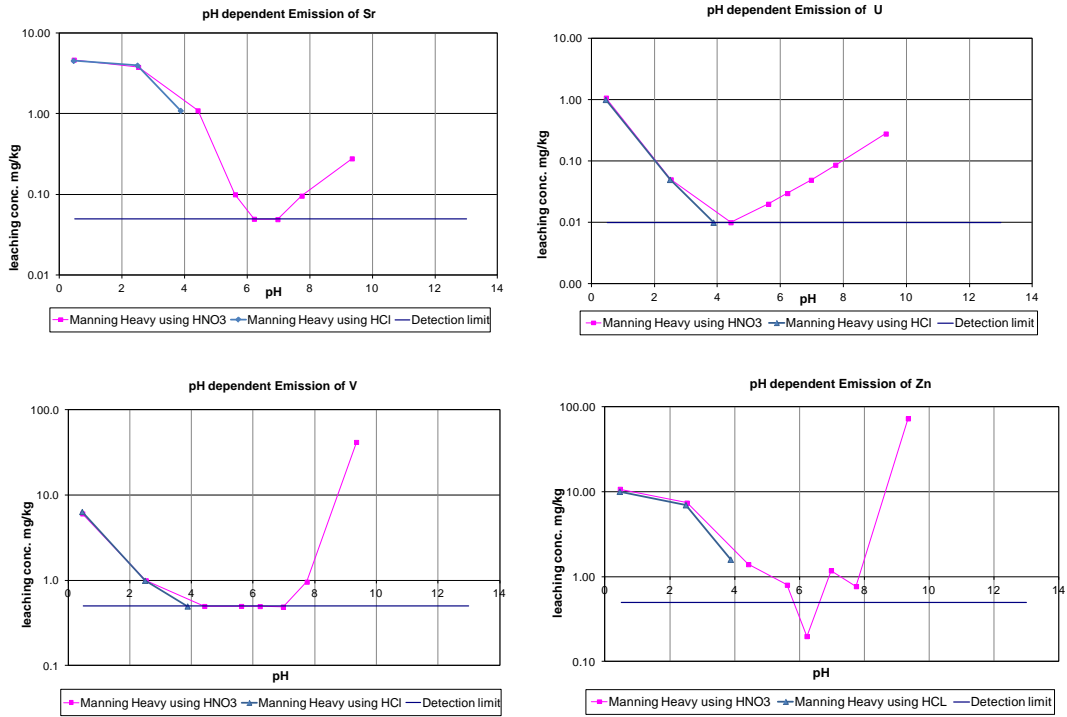 pH dependent Emission of Sr
10.00
1.00
0.10
0.01
leaching conc. mg/kg
0 2 4 6 8 10 12 14
pH
Manning Heavy using HNO3 Manning Heavy using HCl Detection limit
pH dependent Emission of U
10.00
1.00
0.10
0.01
0.00
leaching conc. mg/kg
0 2 4 6 8 10 12 14
pH
Manning Heavy using HNO3 Manning Heavy using HCl Detection limit
pH dependent Emission of V
100.0
10.0
1.0
0.1
leaching conc. mg/kg
0 2 4 6 8 10 12 14
pH
Manning Heavy using HNO3 Manning Heavy using HCl Detection limit
pH dependent Emission of Zn
100.00
10.00
1.00
0.10
leaching conc. mg/kg
0 2 4 6 8 10 12 14
pH
Manning Heavy using HNO3 Manning Heavy using HCL Detection limit